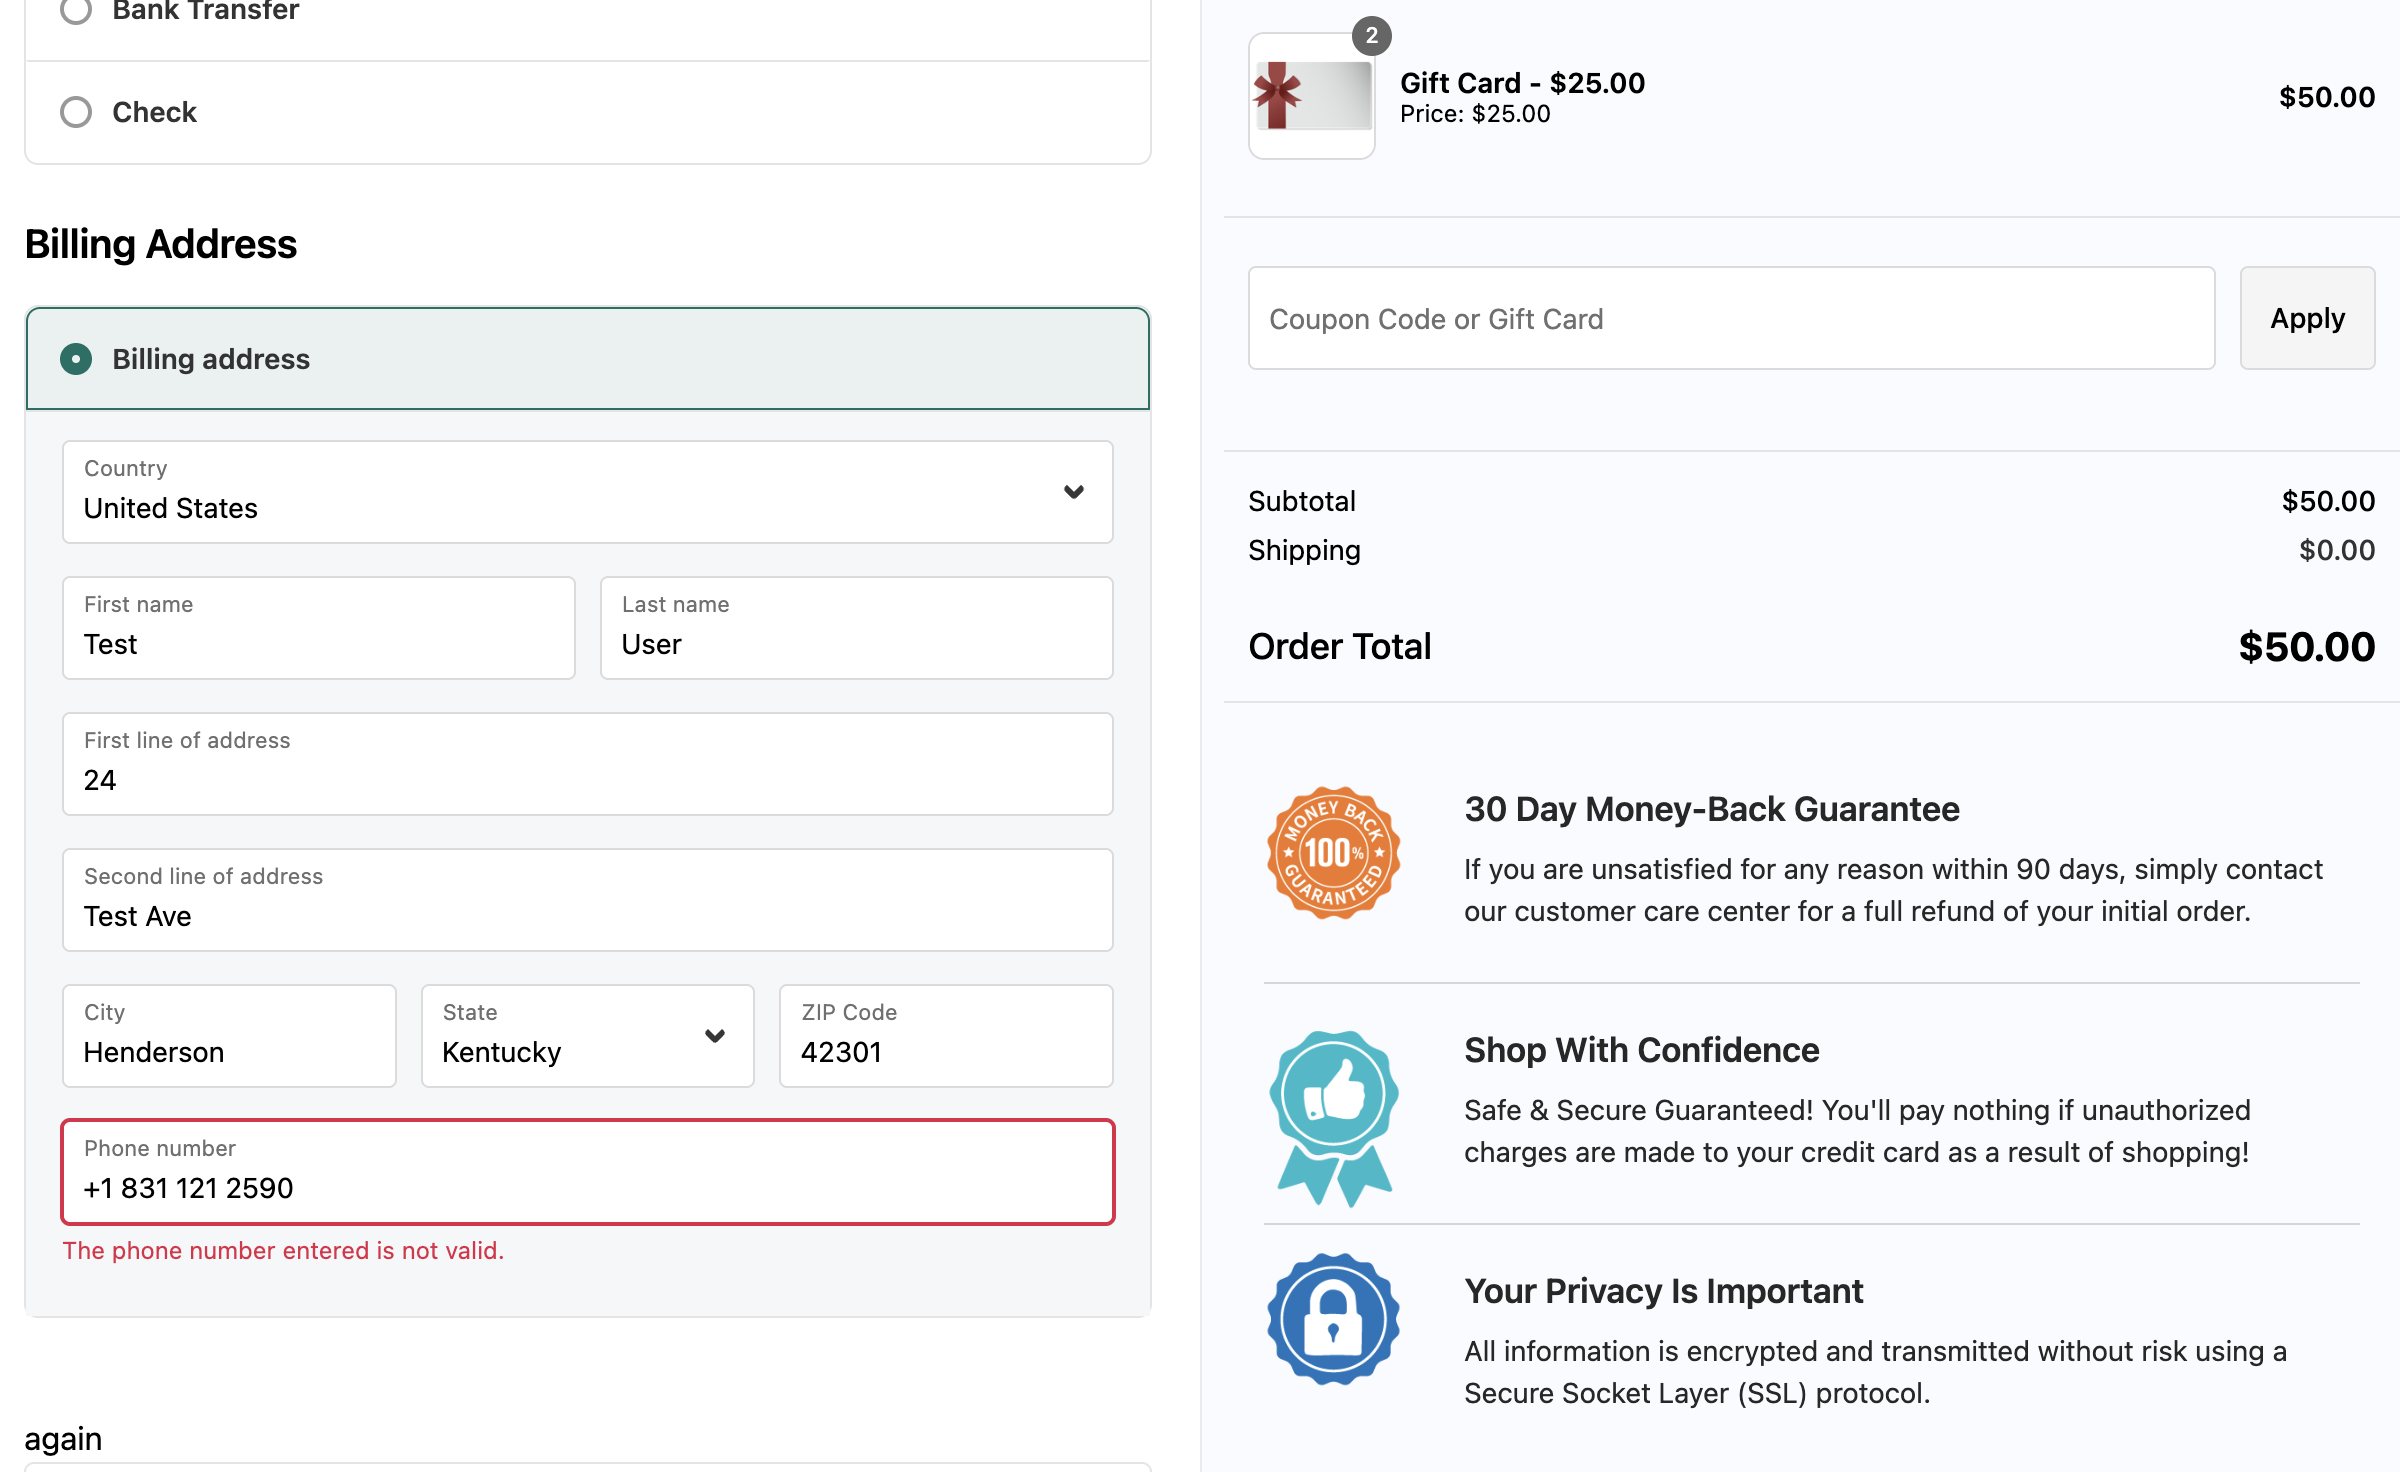 Bank Transfer
Check
Billing Address
Billing address
Country
United States
First name
Test
Last name
User
First line of address
24
Second line of address
Test Ave
City
Henderson
State
Kentucky
ZIP Code
42301
Phone number
+1 831 121 2590
The phone number entered is not valid.
again
2
Gift Card - $25.00
Price: $25.00
$50.00
Coupon Code or Gift Card
Apply
Subtotal
$50.00
Shipping
$0.00
Order Total
$50.00
MONEY BACK
100%
GUARANTEED
30 Day Money-Back Guarantee
If you are unsatisfied for any reason within 90 days, simply contact
our customer care center for a full refund of your initial order.
Shop With Confidence
Safe & Secure Guaranteed! You'll pay nothing if unauthorized
charges are made to your credit card as a result of shopping!
Your Privacy Is Important
All information is encrypted and transmitted without risk using a
Secure Socket Layer (SSL) protocol.